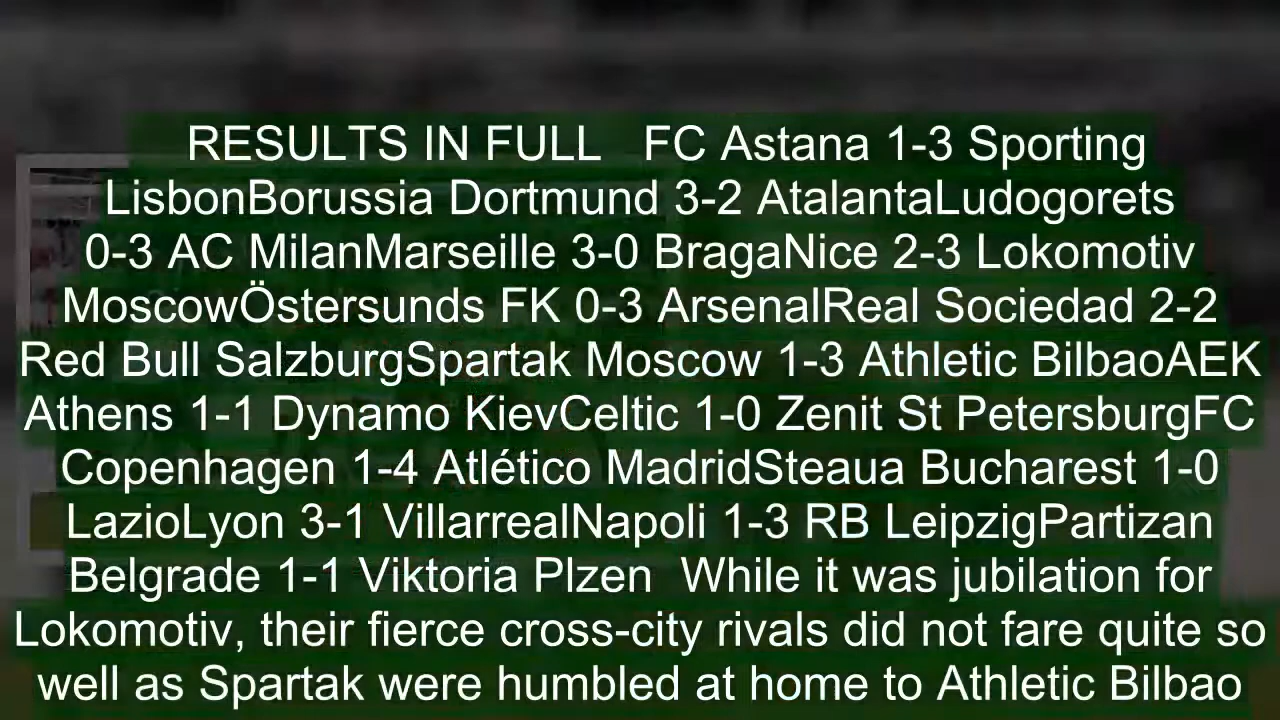 RESULTS IN FULL   FC Astana 1-3 Sporting
LisbonBorussia Dortmund 3-2 AtalantaLudogorets
0-3 AC MilanMarseille 3-0 BragaNice 2-3 Lokomotiv
MoscowÖstersunds FK 0-3 ArsenalReal Sociedad 2-2
Red Bull SalzburgSpartak Moscow 1-3 Athletic BilbaoAEK
Athens 1-1 Dynamo KievCeltic 1-0 Zenit St PetersburgFC
Copenhagen 1-4 Atlético MadridSteaua Bucharest 1-0
LazioLyon 3-1 VillarrealNapoli 1-3 RB LeipzigPartizan
Belgrade 1-1 Viktoria Plzen  While it was jubilation for
Lokomotiv, their fierce cross-city rivals did not fare quite so
well as Spartak were humbled at home to Athletic Bilbao